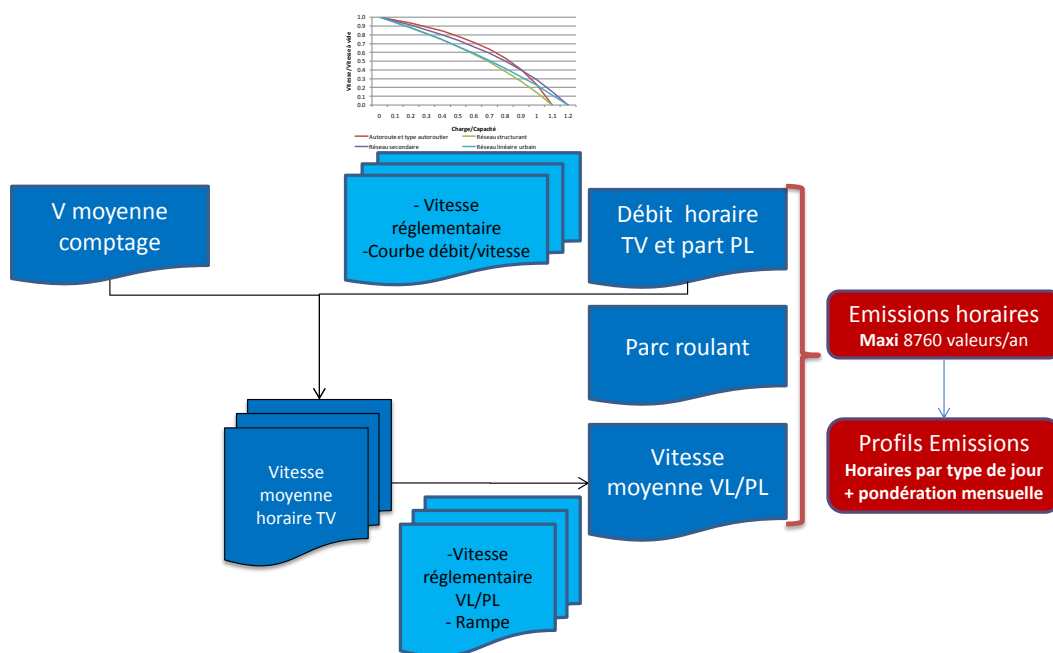 1.0
0.9
0.8
0.7
0.6
0.5
0.4
0.3
0.2
0.1
0.0
Vitesse/Vitesse à vide
0 0.1 0.2 0.3 0.4 0.5 0.6 0.7 0.8 0.9 1 1.1 1.2
Charge/Capacité
Autoroute et type autoroutier
Réseau structurant
Réseau secondaire
Réseau linéaire urbain
V moyenne
comptage
- Vitesse
réglementaire
-Courbe débit/vitesse
Débit horaire
TV et part PL
Parc roulant
Emissions horaires
Maxi 8760 valeurs/an
Vitesse
moyenne
horaire TV
Vitesse
moyenne VL/PL
Profils Emissions
Horaires par type de jour
+ pondération mensuelle
-Vitesse
réglementaire
VL/PL
- Rampe